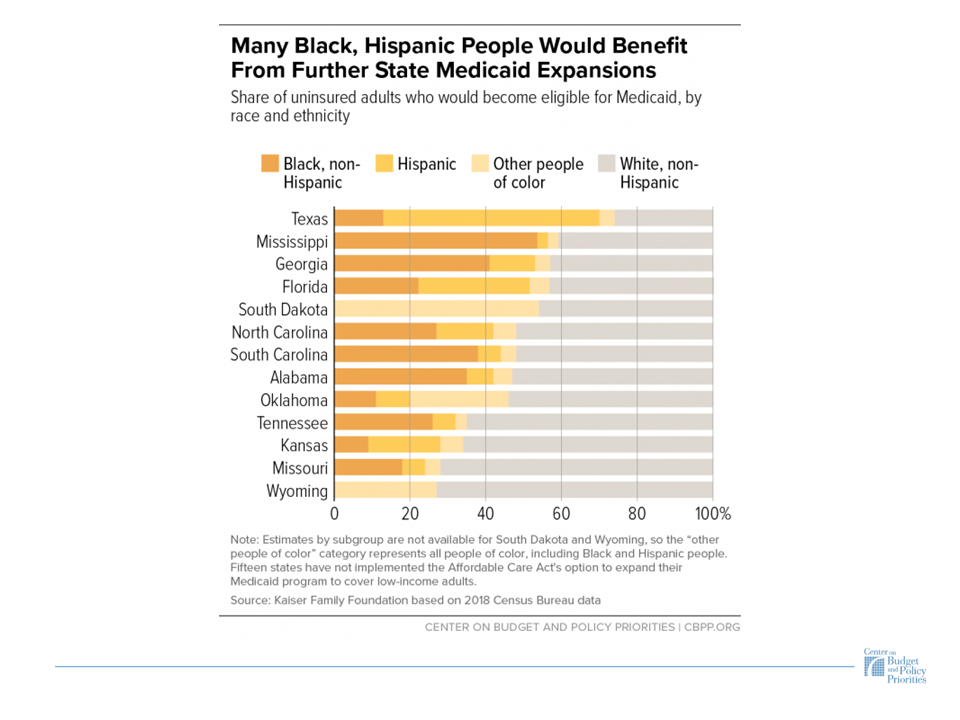 Many Black, Hispanic People Would Benefit
From Further State Medicaid Expansions
Share of uninsured adults who would become eligible for Medicaid, by
race and ethnicity
Black, non-
Hispanic
Hispanic
Other people
of color
White, non-
Hispanic
Texas
Mississippi
Georgia
Florida
South Dakota
North Carolina
South Carolina
Alabama
Oklahoma
Tennessee
Kansas
Missouri
Wyoming
0 20 40 60 80 100%
Note: Estimates by subgroup are not available for South Dakota and Wyoming, so the “other
people of color” category represents all people of color, including Black and Hispanic people.
Fifteen states have not implemented the Affordable Care Act's option to expand their
Medicaid program to cover low-income adults.
Source: Kaiser Family Foundation based on 2018 Census Bureau data
CENTER ON BUDGET AND POLICY PRIORITIES | CBPP.ORG
Center on
Budget
and Policy
Priorities